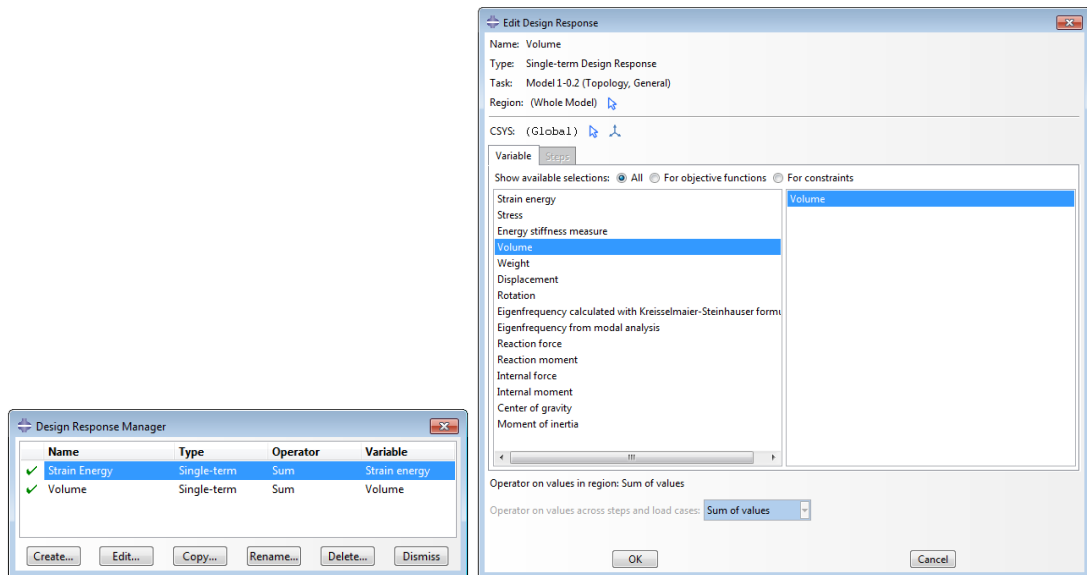 Design Response Manager
Name Type Operator Variable
Strain Energy Single-term Sum Strain energy
Volume Single-term Sum Volume
Create... Edit... Copy... Rename... Delete... Dismiss
Edit Design Response
Name: Volume
Type: Single-term Design Response
Task: Model 1-0.2 (Topology, General)
Region: (Whole Model)
CSYS: (Global)
Variable Steps
Show available selections: All For objective functions For constraints
Strain energy
Stress
Energy stiffness measure
Volume
Weight
Displacement
Rotation
Eigenfrequency calculated with Kreisselmaier-Steinhauser formu
Eigenfrequency from modal analysis
Reaction force
Reaction moment
Internal force
Internal moment
Center of gravity
Moment of inertia
Volume
Operator on values in region: Sum of values
Operator on values across steps and load cases: Sum of values
OK Cancel